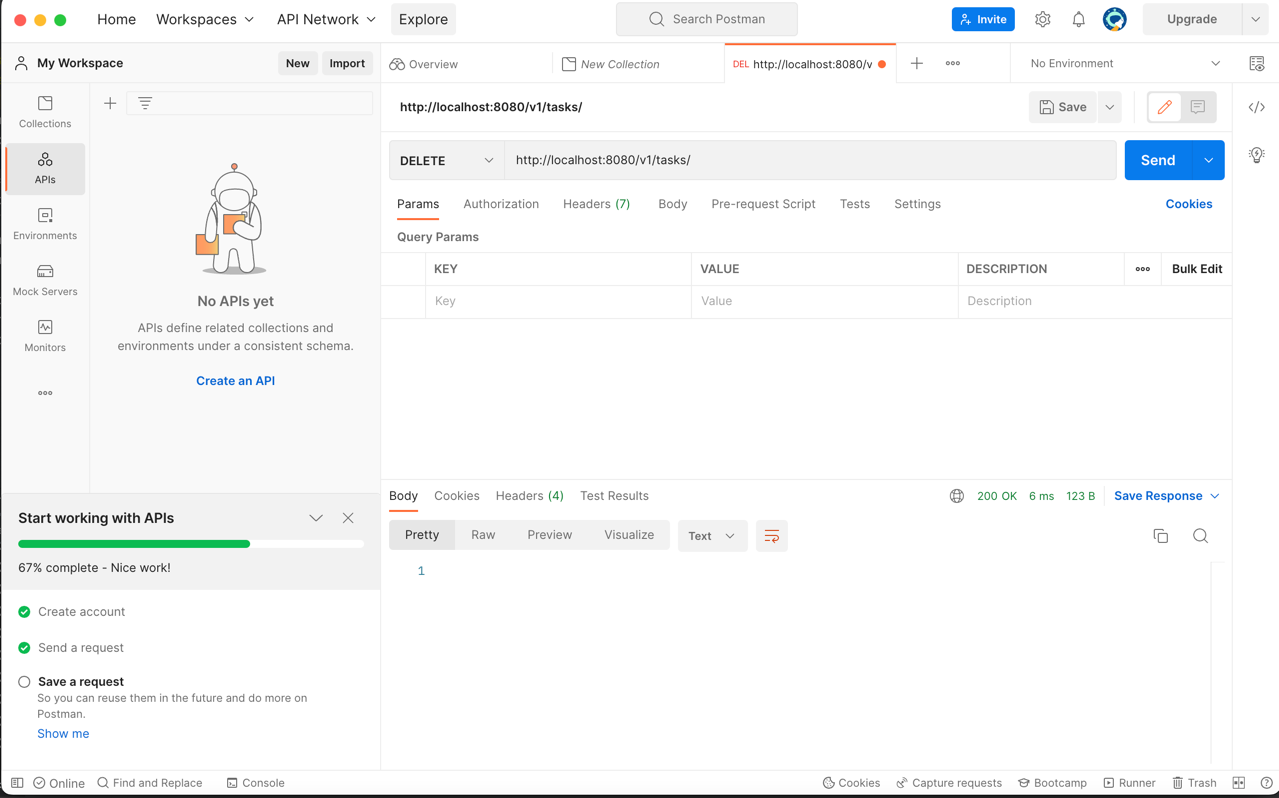 Home
Workspaces
API Network
Explore
Search Postman
Invite
Upgrade
My Workspace
New
Import
Overview
New Collection
DEL http://localhost:8080/v
No Environment
Collections
APIs
Environments
Mock Servers
Monitors
No APIs yet
APIs define related collections and
environments under a consistent schema.
Create an API
Start working with APIs
67% complete - Nice work!
Create account
Send a request
Save a request
So you can reuse them in the future and do more on
Postman.
Show me
http://localhost:8080/v1/tasks/
Save
DELETE
http://localhost:8080/v1/tasks/
Send
Params
Authorization
Headers (7)
Body
Pre-request Script
Tests
Settings
Cookies
Query Params
KEY
VALUE
DESCRIPTION
Bulk Edit
Key
Value
Description
Body
Cookies
Headers (4)
Test Results
200 OK
6 ms
123 B
Save Response
Pretty
Raw
Preview
Visualize
Text
1
Online
Find and Replace
Console
Cookies
Capture requests
Bootcamp
Runner
Trash